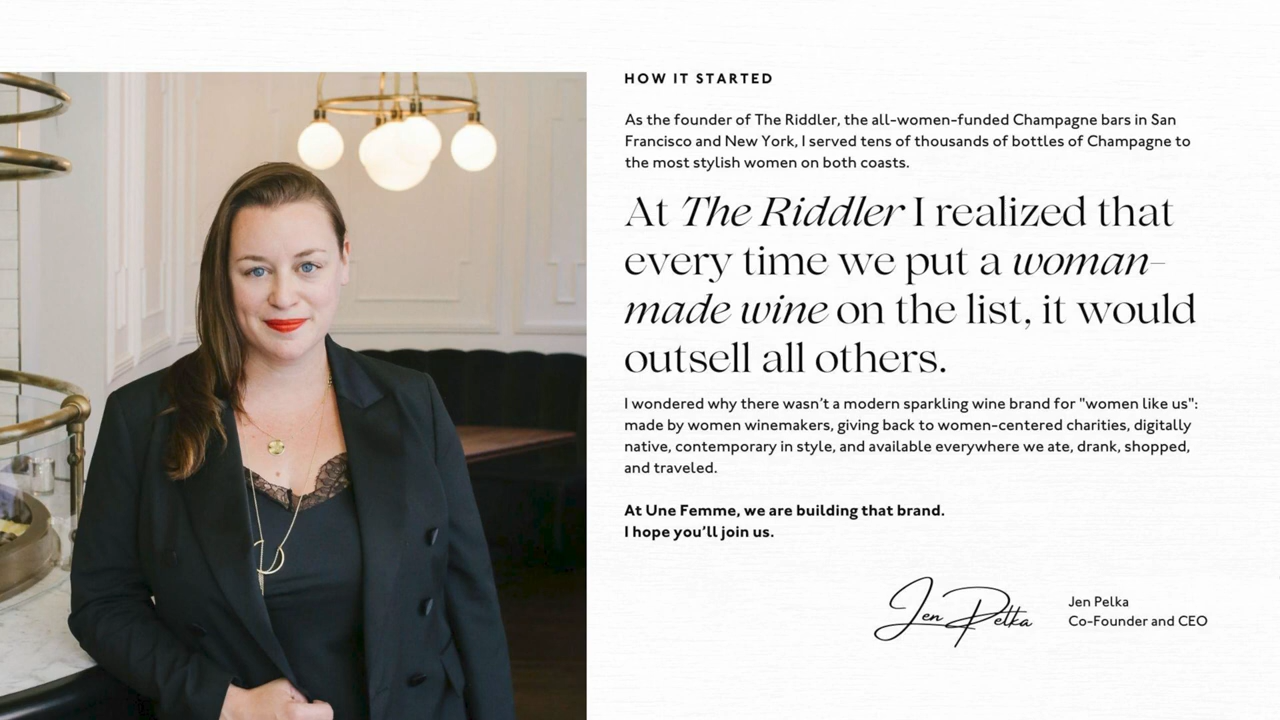 HOW IT STARTED
As the founder of The Riddler, the all-women-funded Champagne bars in San
Francisco and New York, I served tens of thousands of bottles of Champagne to
the most stylish women on both coasts.
At The Riddler I realized that
every time we put a woman-
made wine on the list, it would
outsell all others.
I wondered why there wasn't a modern sparkling wine brand for "women like us":
made by women winemakers, giving back to women-centered charities, digitally
native, contemporary in style, and available everywhere we ate, drank, shopped,
and traveled.
At Une Femme, we are building that brand.
I hope you'll join us.
Jen Pelka
Jen Pelka
Co-Founder and CEO